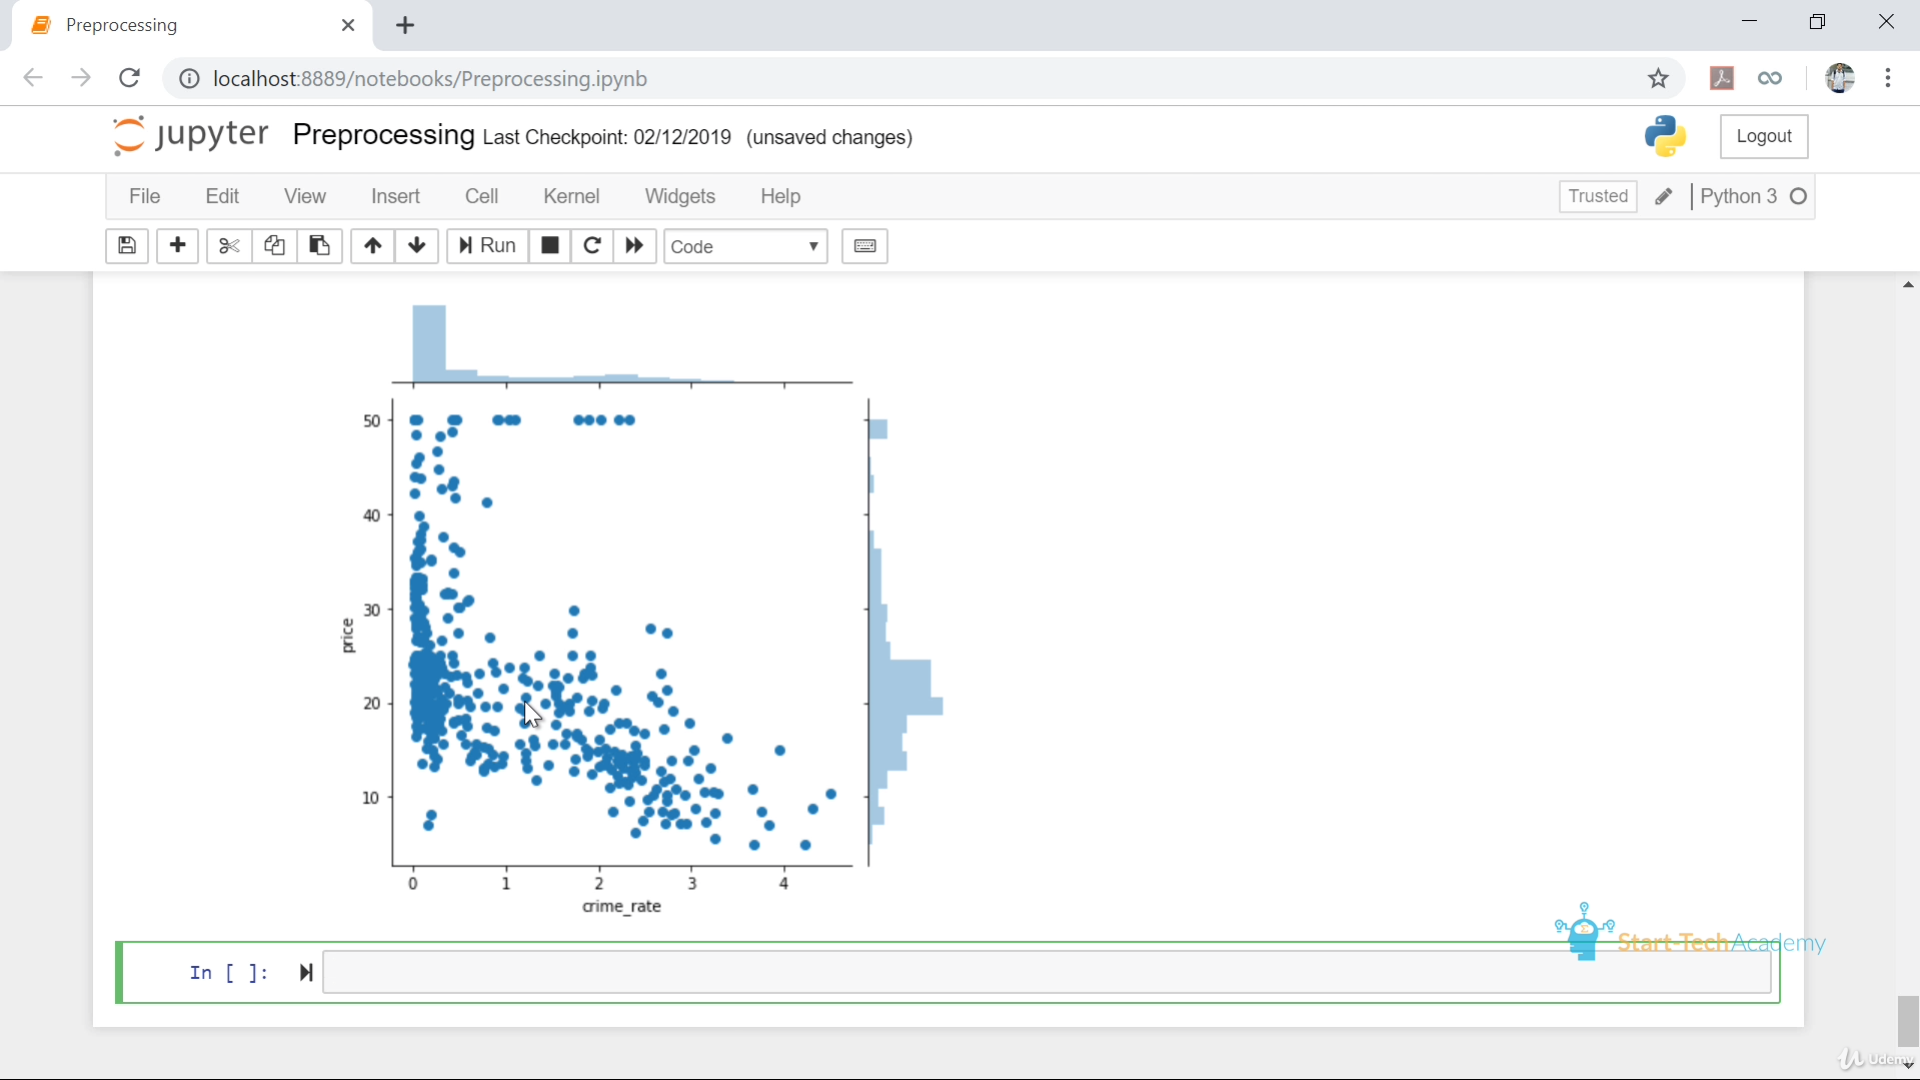 Preprocessing
localhost:8889/notebooks/Preprocessing.ipynb
jupyter Preprocessing Last Checkpoint: 02/12/2019 (unsaved changes) Logout
File Edit View Insert Cell Kernel Widgets Help Trusted Python 3
Run Code
50
40
30
20
10
price
0 1 2 3 4
crime_rate
Start-Tech Academy
In [ ]:
Udemy